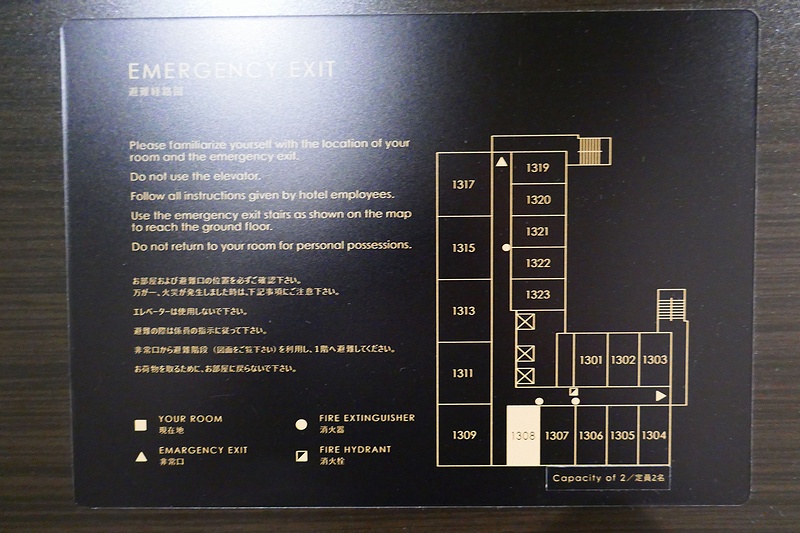 EMERGENCY EXIT
避難経路図
Please familiarize yourself with the location of your
room and the emergency exit.
Do not use the elevator.
Follow all instructions given by hotel employees.
Use the emergency exit stairs as shown on the map
to reach the ground floor.
Do not return to your room for personal possessions.
お部屋および避難口の位置を必ずご確認下さい。
万が一、火災が発生しました時は、下記事項にご注意下さい。
エレベーターは使用しないで下さい。
避難の際は係員の指示に従って下さい。
非常口から避難階段（図面をご覧下さい）を利用し、1階へ避難してください。
お荷物を取るために、お部屋に戻らないで下さい。
YOUR ROOM
現在地
FIRE EXTINGUISHER
消火器
EMARGENCY EXIT
非常口
FIRE HYDRANT
消火栓
1317
1319
1320
1315
1321
1322
1313
1323
1311
1301 1302 1303
1309
1308 1307 1306 1305 1304
Capacity of 2／定員2名